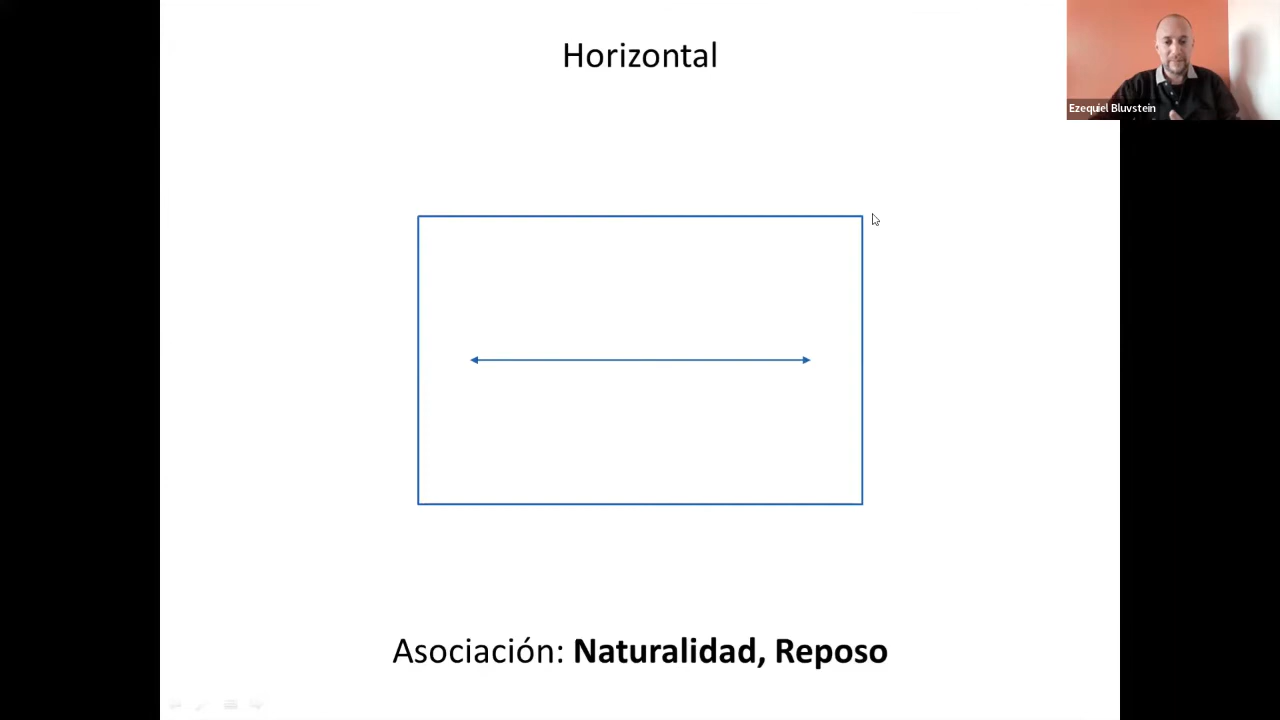 Horizontal
Ezequiel Bluvstein
Asociación: Naturalidad, Reposo